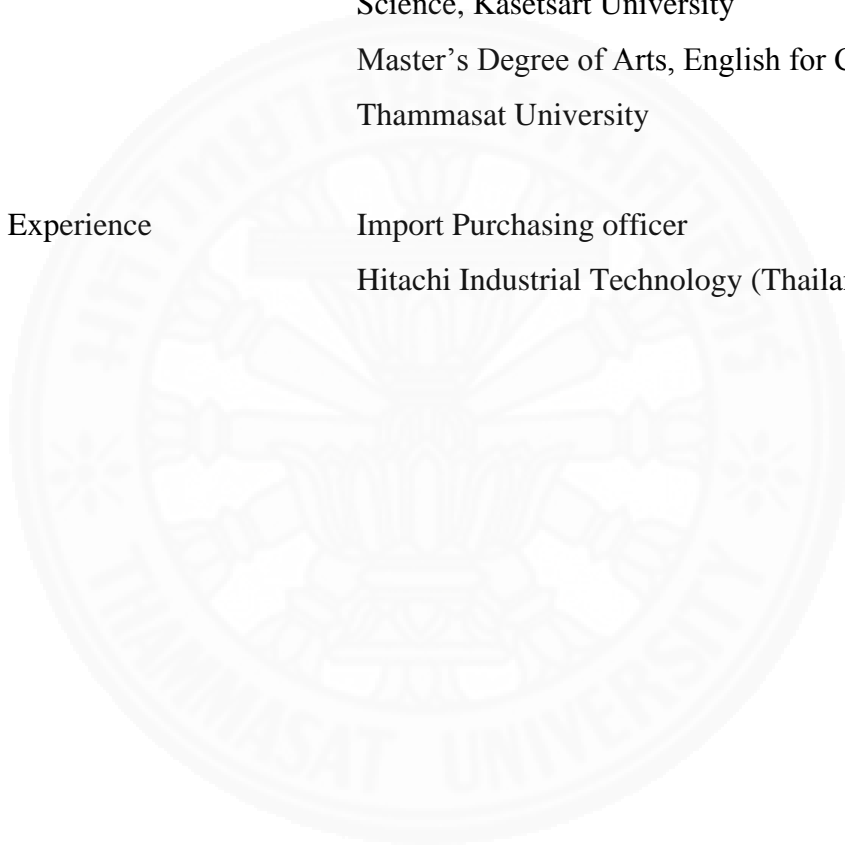 Science, Kasetsart University
Master’s Degree of Arts, English for
Thammasat University
Experience Import Purchasing officer
Hitachi Industrial Technology
THAMMASAT UNIVERSITY